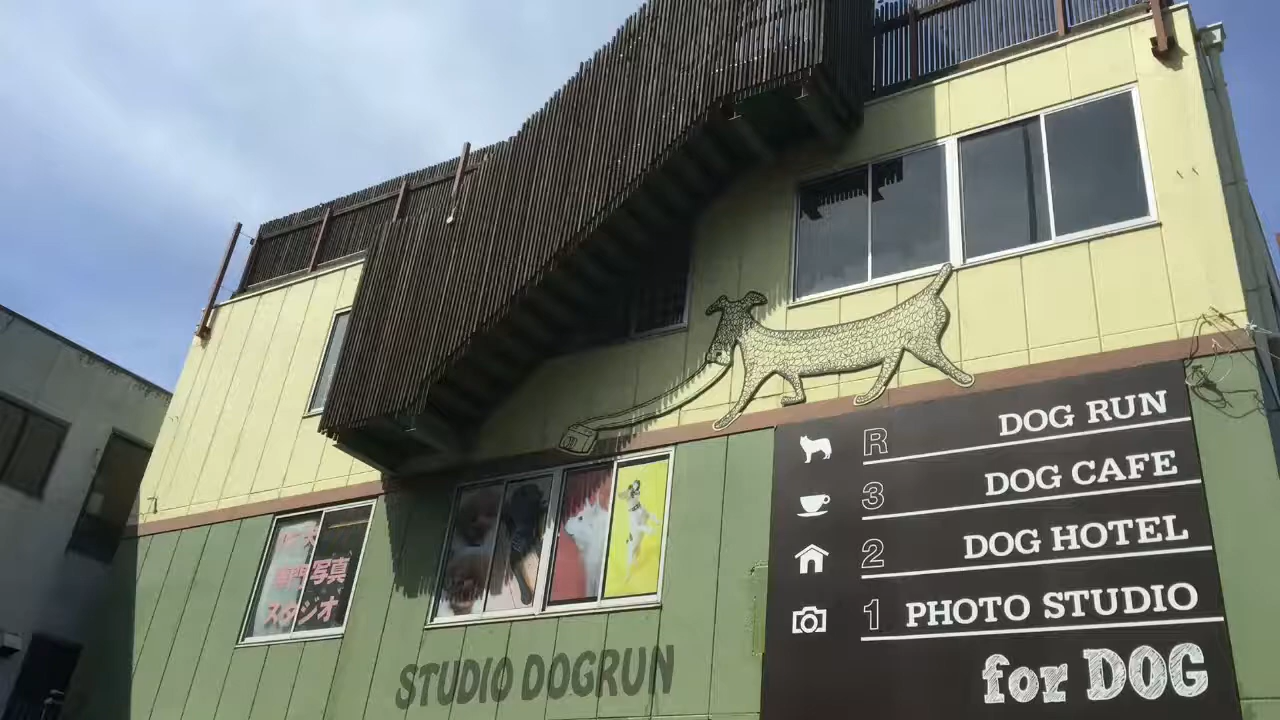 R DOG RUN
3 DOG CAFE
2 DOG HOTEL
1 PHOTO STUDIO
for DOG
専門写真
スタジオ
STUDIO DOGRUN